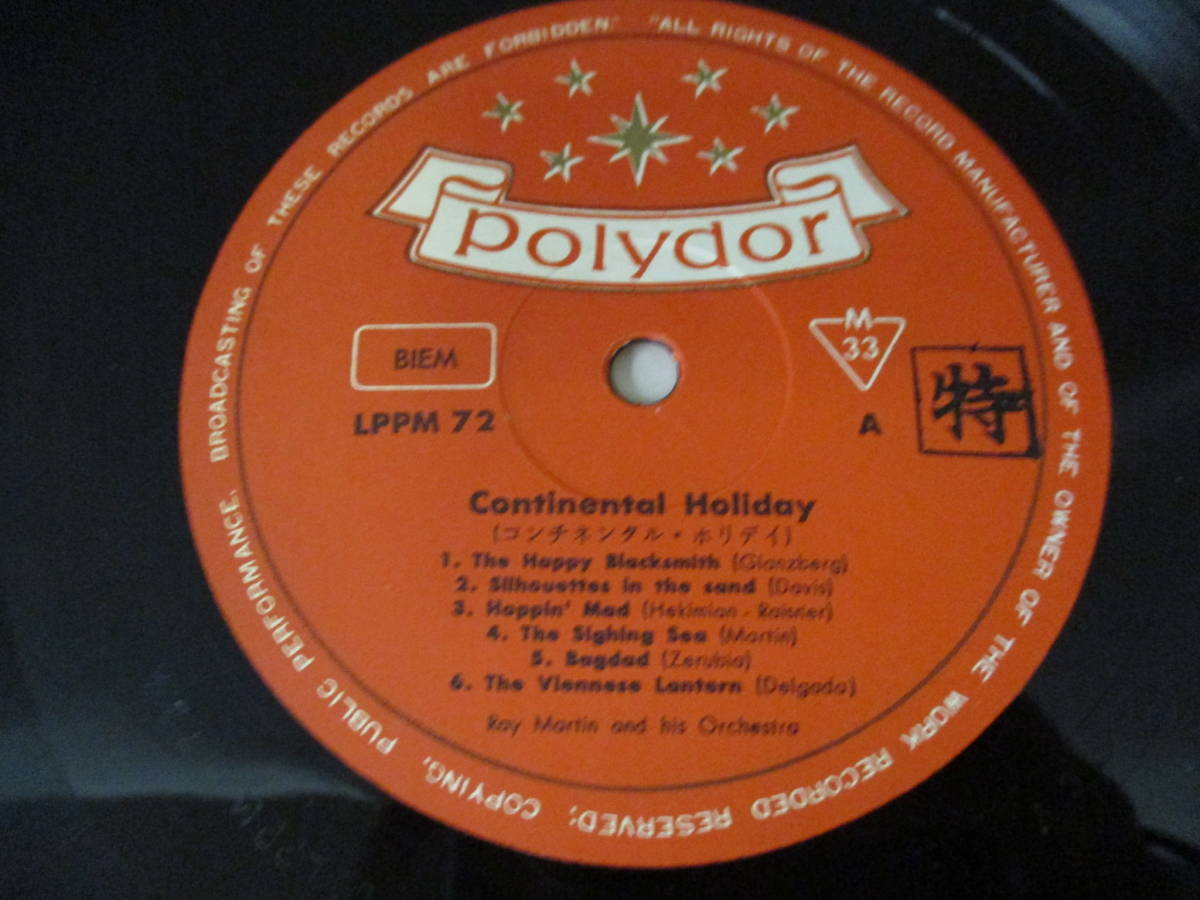 "ALL RIGHTS OF THE RECORD MANUFACTURER AND OF THE OWNER OF THE WORK RECORDED RESERVED; COPYING, PUBLIC PERFORMANCE, BROADCASTING OF THESE RECORDS ARE FORBIDDEN"
polydor
BIEM
M
33
LPPM 72
A
特
Continental Holiday
(コンチネンタル・ホリデイ)
1. The Happy Blacksmith (Glanzberg)
2. Silhouettes in the sand (Davis)
3. Hoppin' Mad (Hekimian - Raisner)
4. The Sighing Sea (Martin)
5. Bagdad (Zerubia)
6. The Viennese Lantern (Delgado)
Ray Martin and his Orchestra